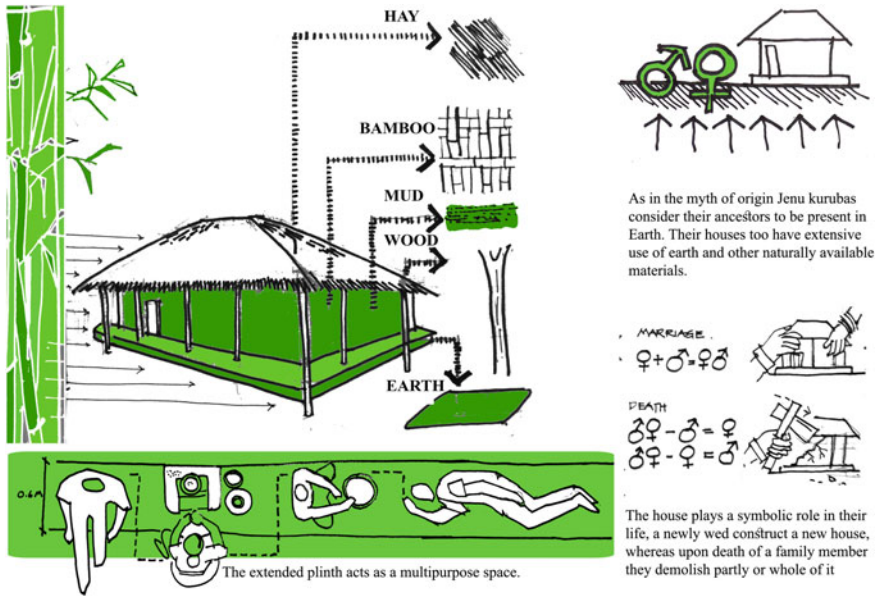 HAY
BAMBOO
MUD
WOOD
EARTH
As in the myth of origin Jenu kurubas
consider their ancestors to be present in
Earth. Their houses too have extensive
use of earth and other naturally available
materials.
MARRIAGE.
♀+♂=♀♂
DEATH
♂♀-♂=♀
♂♀-♀=♂
0.6M
The extended plinth acts as a multipurpose space.
The house plays a symbolic role in their
life, a newly wed construct a new house,
whereas upon death of a family member
they demolish partly or whole of it